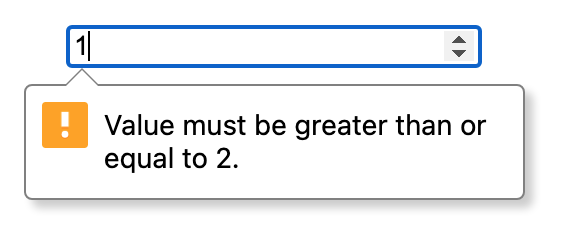 1
Value must be greater than or
equal to 2.